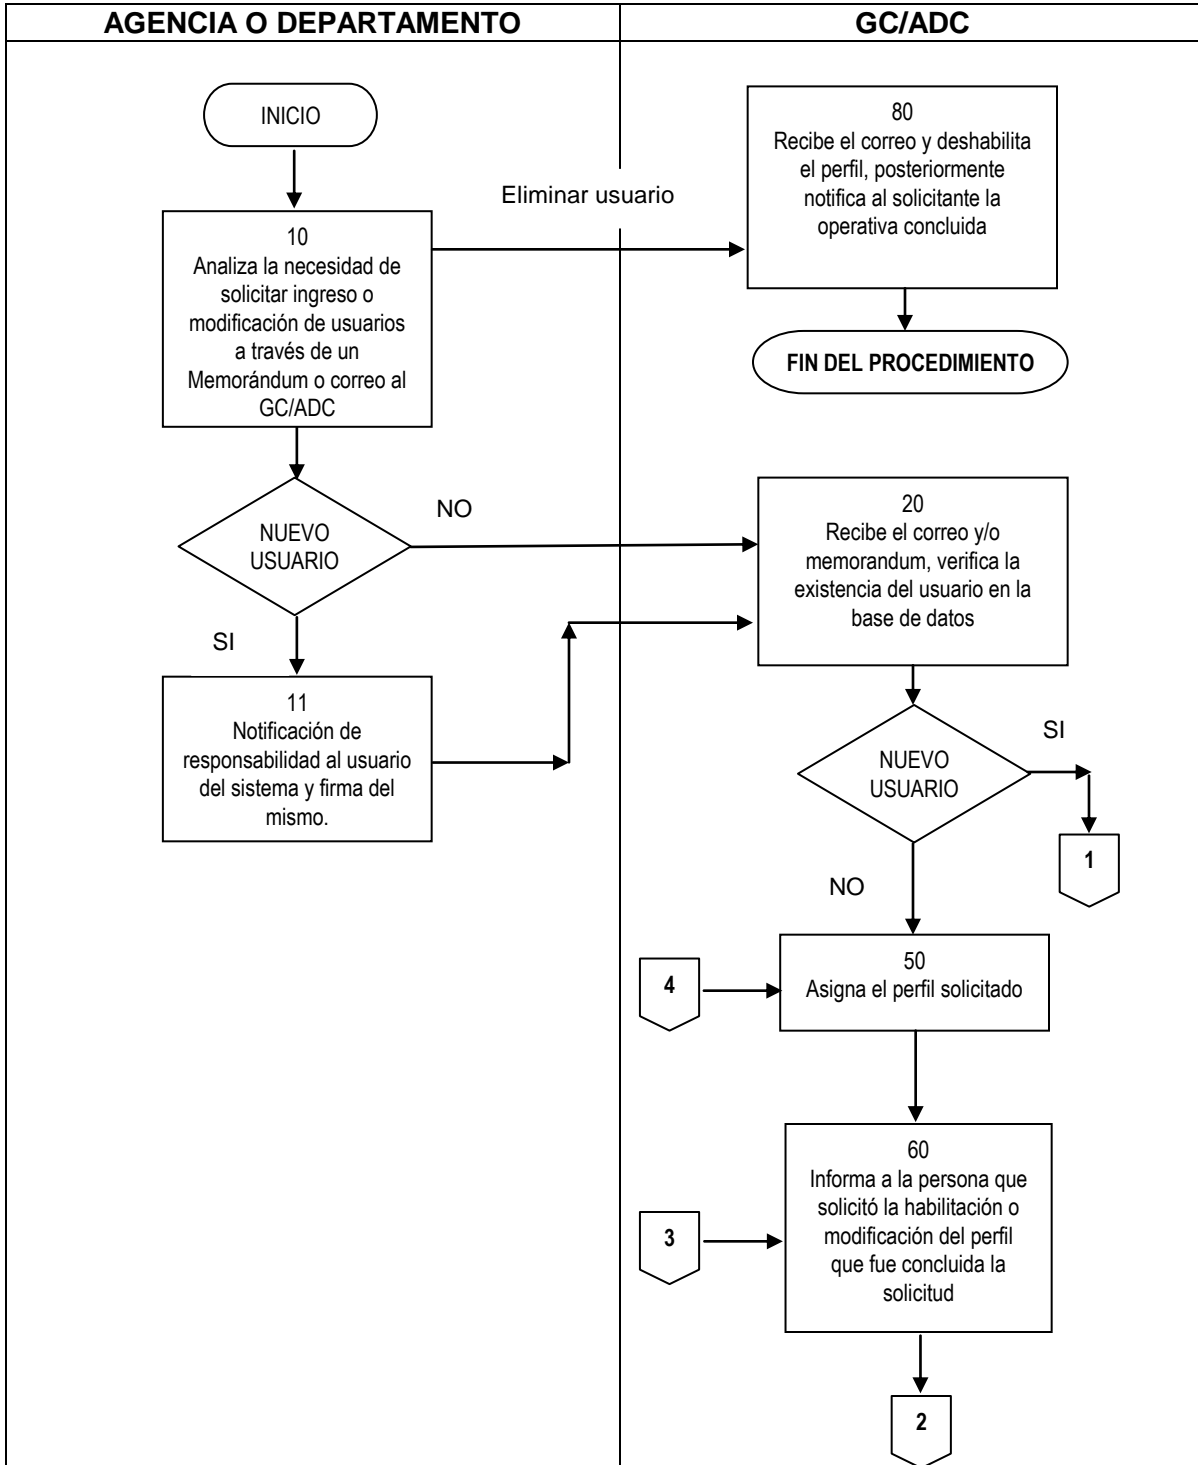 AGENCIA O DEPARTAMENTO
GC/ADC
INICIO
10
Analiza la necesidad de
solicitar ingreso o
modificación de usuarios
a través de un
Memorándum o correo al
GC/ADC
Eliminar usuario
80
Recibe el correo y deshabilita
el perfil, posteriormente
notifica al solicitante la
operativa concluida
FIN DEL PROCEDIMIENTO
NUEVO
USUARIO
NO
SI
11
Notificación de
responsabilidad al usuario
del sistema y firma del
mismo.
20
Recibe el correo y/o
memorandum, verifica la
existencia del usuario en la
base de datos
NUEVO
USUARIO
SI
1
NO
4
50
Asigna el perfil solicitado
3
60
Informa a la persona que
solicitó la habilitación o
modificación del perfil
que fue concluida la
solicitud
2